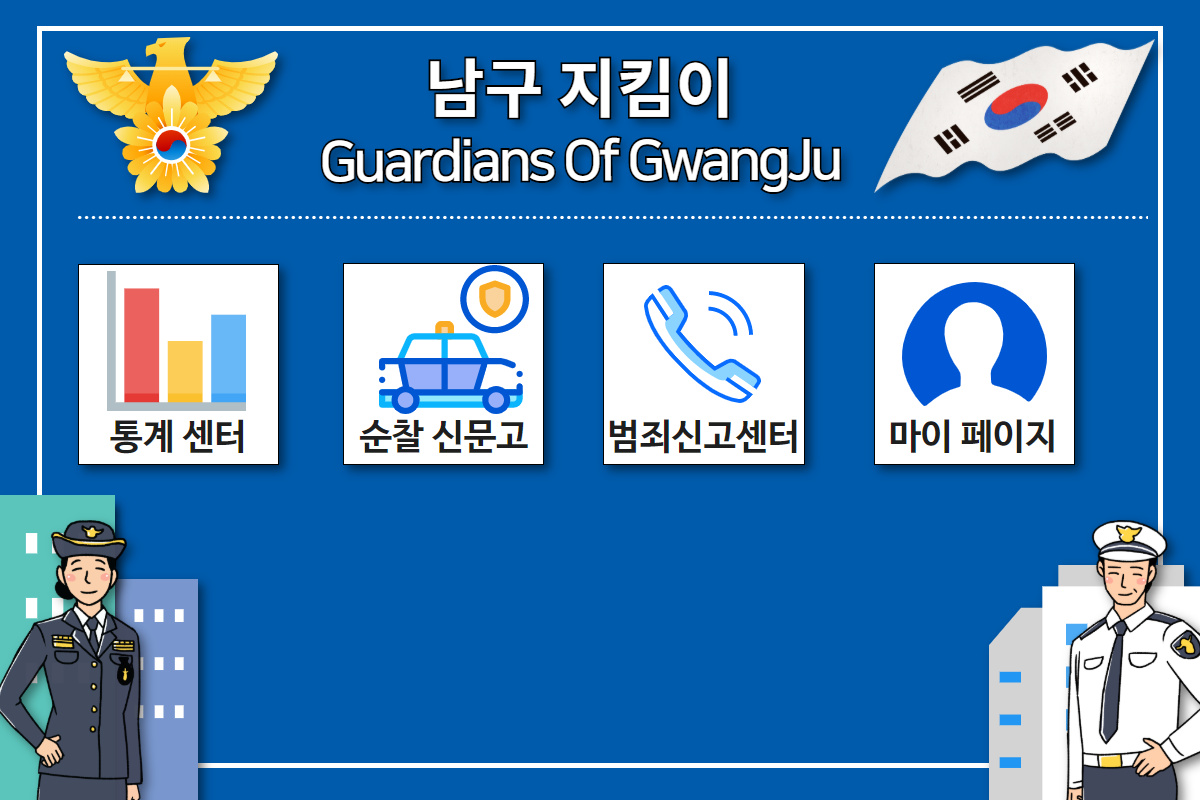 남구 지킴이
Guardians Of GwangJu
통계 센터
순찰 신문고
범죄신고센터
마이 페이지